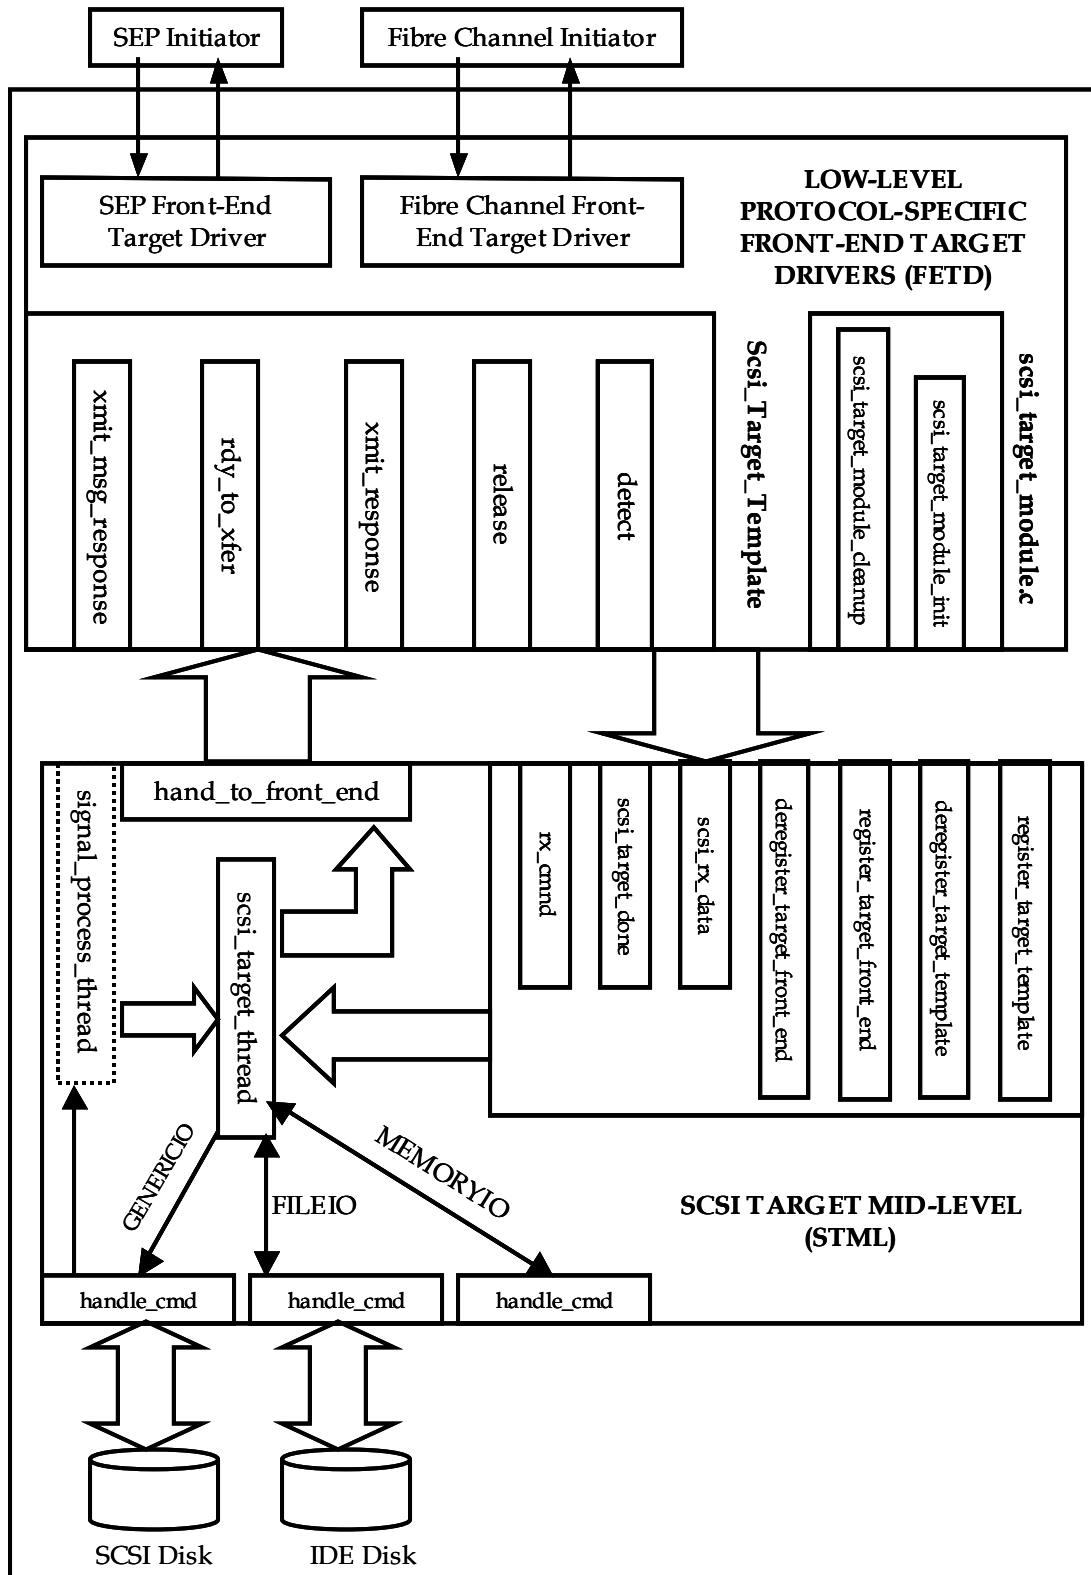 SEP Initiator
Fibre Channel Initiator
SEP Front-End
Target Driver
Fibre Channel Front-
End Target Driver
LOW-LEVEL
PROTOCOL-SPECIFIC
FRONT-END TARGET
DRIVERS (FETD)
xmit_msg_response
rdy_to_xfer
xmit_response
release
detect
Scsi_Target_Template
scsi_target_module_cleanup
scsi_target_module_init
scsi_target_module.c
signal_process_thread
hand_to_front_end
scsi_target_thread
rx_cmnd
scsi_target_done
scsi_rx_data
deregister_target_front_end
register_target_front_end
deregister_target_template
register_target_template
GENERICIO
FILEIO
MEMORYIO
SCSI TARGET MID-LEVEL
(STML)
handle_cmd
handle_cmd
handle_cmd
SCSI Disk
IDE Disk